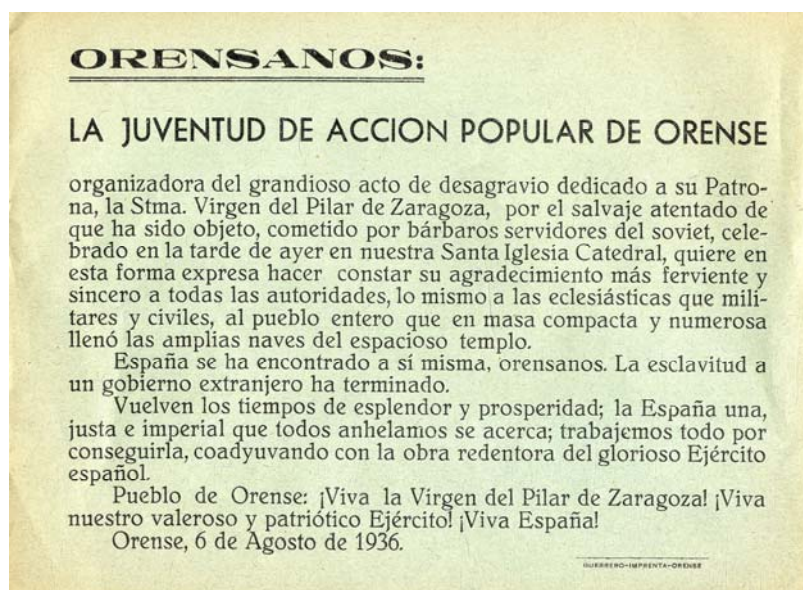 ORENSANOS:
LA JUVENTUD DE ACCION POPULAR DE ORENSE
organizadora del grandioso acto de desagravio dedicado a su Patro-
na, la Stma. Virgen del Pilar de Zaragoza, por el salvaje atentado de
que ha sido objeto, cometido por bárbaros servidores del soviet, cele-
brado en la tarde de ayer en nuestra Santa Iglesia Catedral, quiere en
esta forma expresa hacer constar su agradecimiento más ferviente y
sincero a todas las autoridades, lo mismo a las eclesiásticas que mili-
tares y civiles, al pueblo entero que en masa compacta y numerosa
llenó las amplias naves del espacioso templo.
España se ha encontrado a sí misma, orensanos. La esclavitud a
un gobierno extranjero ha terminado.
Vuelven los tiempos de esplendor y prosperidad; la España una,
justa e imperial que todos anhelamos se acerca; trabajemos todo por
conseguirla, coadyuvando con la obra redentora del glorioso Ejército
español.
Pueblo de Orense: ¡Viva la Virgen del Pilar de Zaragoza! ¡Viva
nuestro valeroso y patriótico Ejército! ¡Viva España!
Orense, 6 de Agosto de 1936.
GUERRERO-IMPRENTA-ORENSE